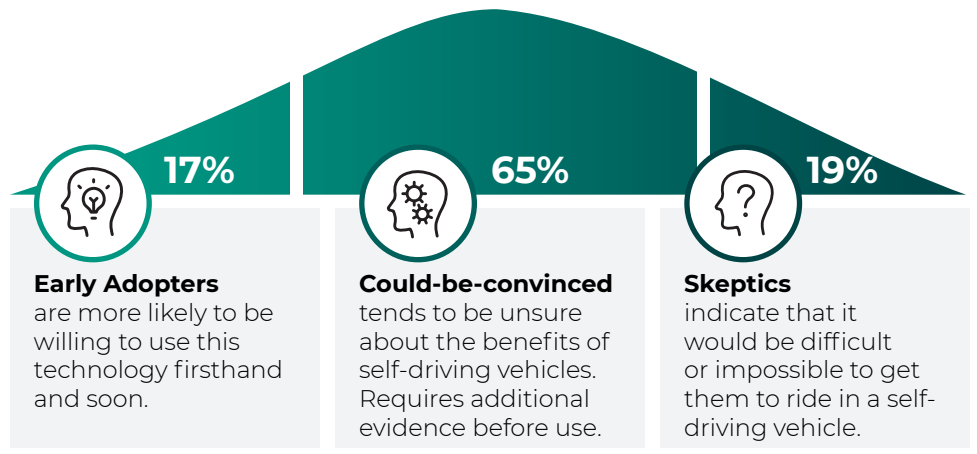 17%
65%
19%
Early Adopters
are more likely to be
willing to use this
technology firsthand
and soon.
Could-be-convinced
tends to be unsure
about the benefits of
self-driving vehicles.
Requires additional
evidence before use.
Skeptics
indicate that it
would be difficult
or impossible to get
them to ride in a self-
driving vehicle.